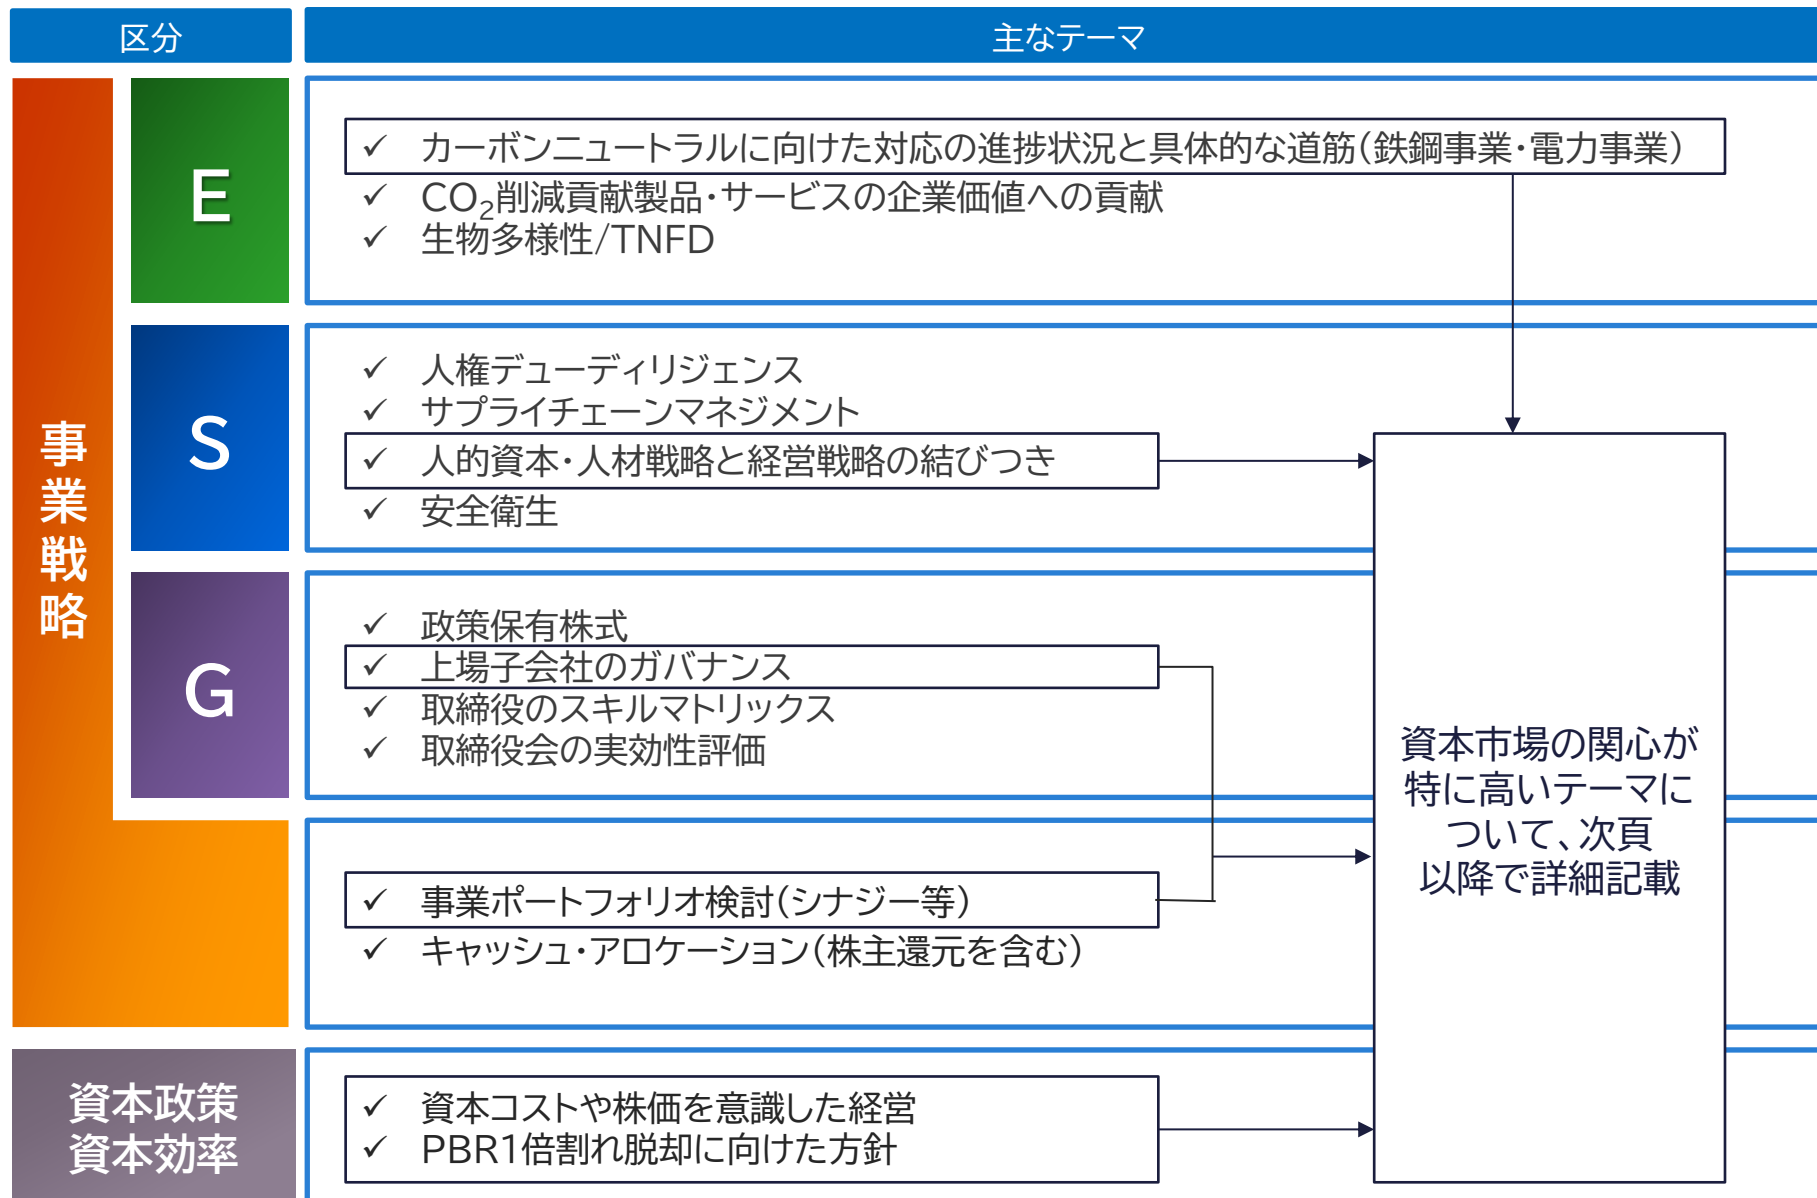 区分
主なテーマ
事業戦略
E
✓ カーボンニュートラルに向けた対応の進捗状況と具体的な道筋(鉄鋼事業・電力事業)
✓ CO₂削減貢献製品・サービスの企業価値への貢献
✓ 生物多様性/TNFD
S
✓ 人権デューディリジェンス
✓ サプライチェーンマネジメント
✓ 人的資本・人材戦略と経営戦略の結びつき
✓ 安全衛生
G
✓ 政策保有株式
✓ 上場子会社のガバナンス
✓ 取締役のスキルマトリックス
✓ 取締役会の実効性評価
✓ 事業ポートフォリオ検討(シナジー等)
✓ キャッシュ・アロケーション(株主還元を含む)
資本政策
資本効率
✓ 資本コストや株価を意識した経営
✓ PBR1倍割れ脱却に向けた方針
資本市場の関心が
特に高いテーマに
ついて、次頁
以降で詳細記載